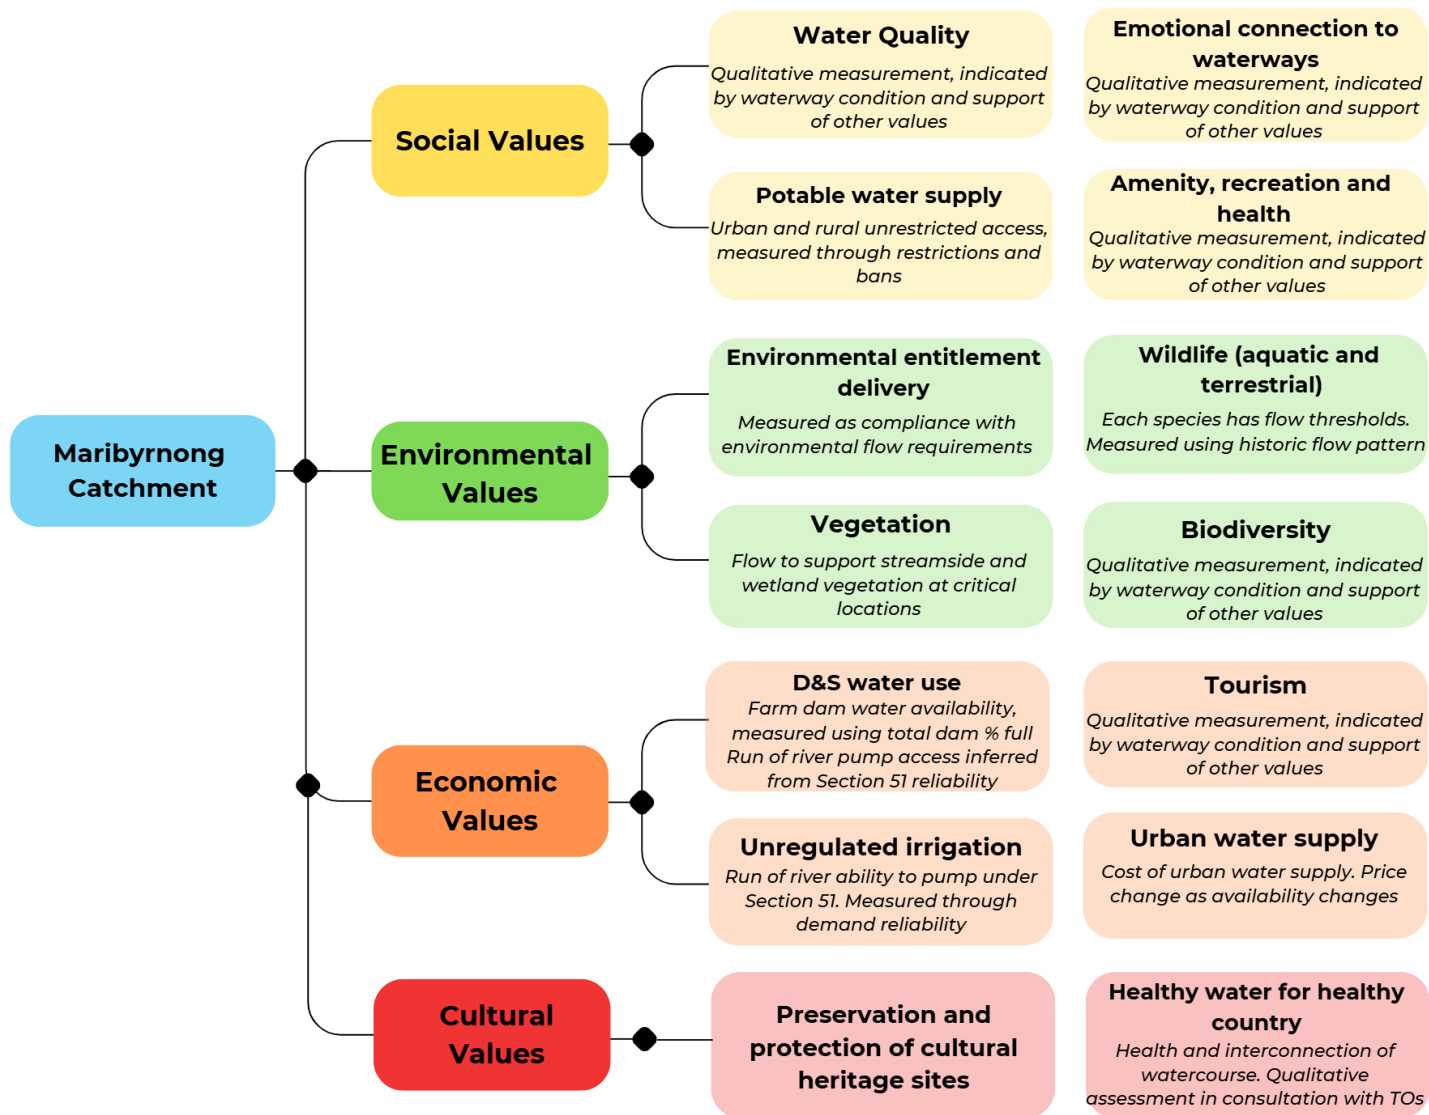 Maribyrnong
Catchment
Social Values
Water Quality
Qualitative measurement, indicated
by waterway condition and support
of other values
Emotional connection to
waterways
Qualitative measurement, indicated
by waterway condition and support
of other values
Potable water supply
Urban and rural unrestricted access,
measured through restrictions and
bans
Amenity, recreation and
health
Qualitative measurement, indicated
by waterway condition and support
of other values
Environmental
Values
Environmental entitlement
delivery
Measured as compliance with
environmental flow requirements
Wildlife (aquatic and
terrestrial)
Each species has flow thresholds.
Measured using historic flow pattern
Vegetation
Flow to support streamside and
wetland vegetation at critical
locations
Biodiversity
Qualitative measurement, indicated
by waterway condition and support
of other values
Economic
Values
D&S water use
Farm dam water availability,
measured using total dam % full
Run of river pump access inferred
from Section 51 reliability
Tourism
Qualitative measurement, indicated
by waterway condition and support
of other values
Unregulated irrigation
Run of river ability to pump under
Section 51. Measured through
demand reliability
Urban water supply
Cost of urban water supply. Price
change as availability changes
Cultural
Values
Preservation and
protection of cultural
heritage sites
Healthy water for healthy
country
Health and interconnection of
watercourse. Qualitative
assessment in consultation with TOs